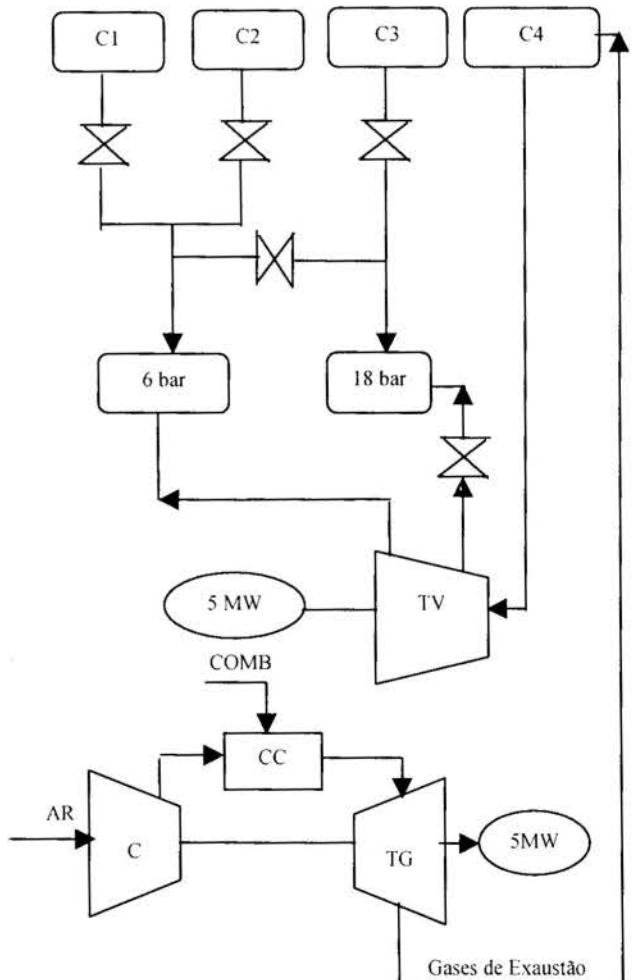 C1
C2
C3
C4
6 bar
18 bar
5 MW
TV
COMB
CC
AR
C
TG
5MW
Gases de Exaustão